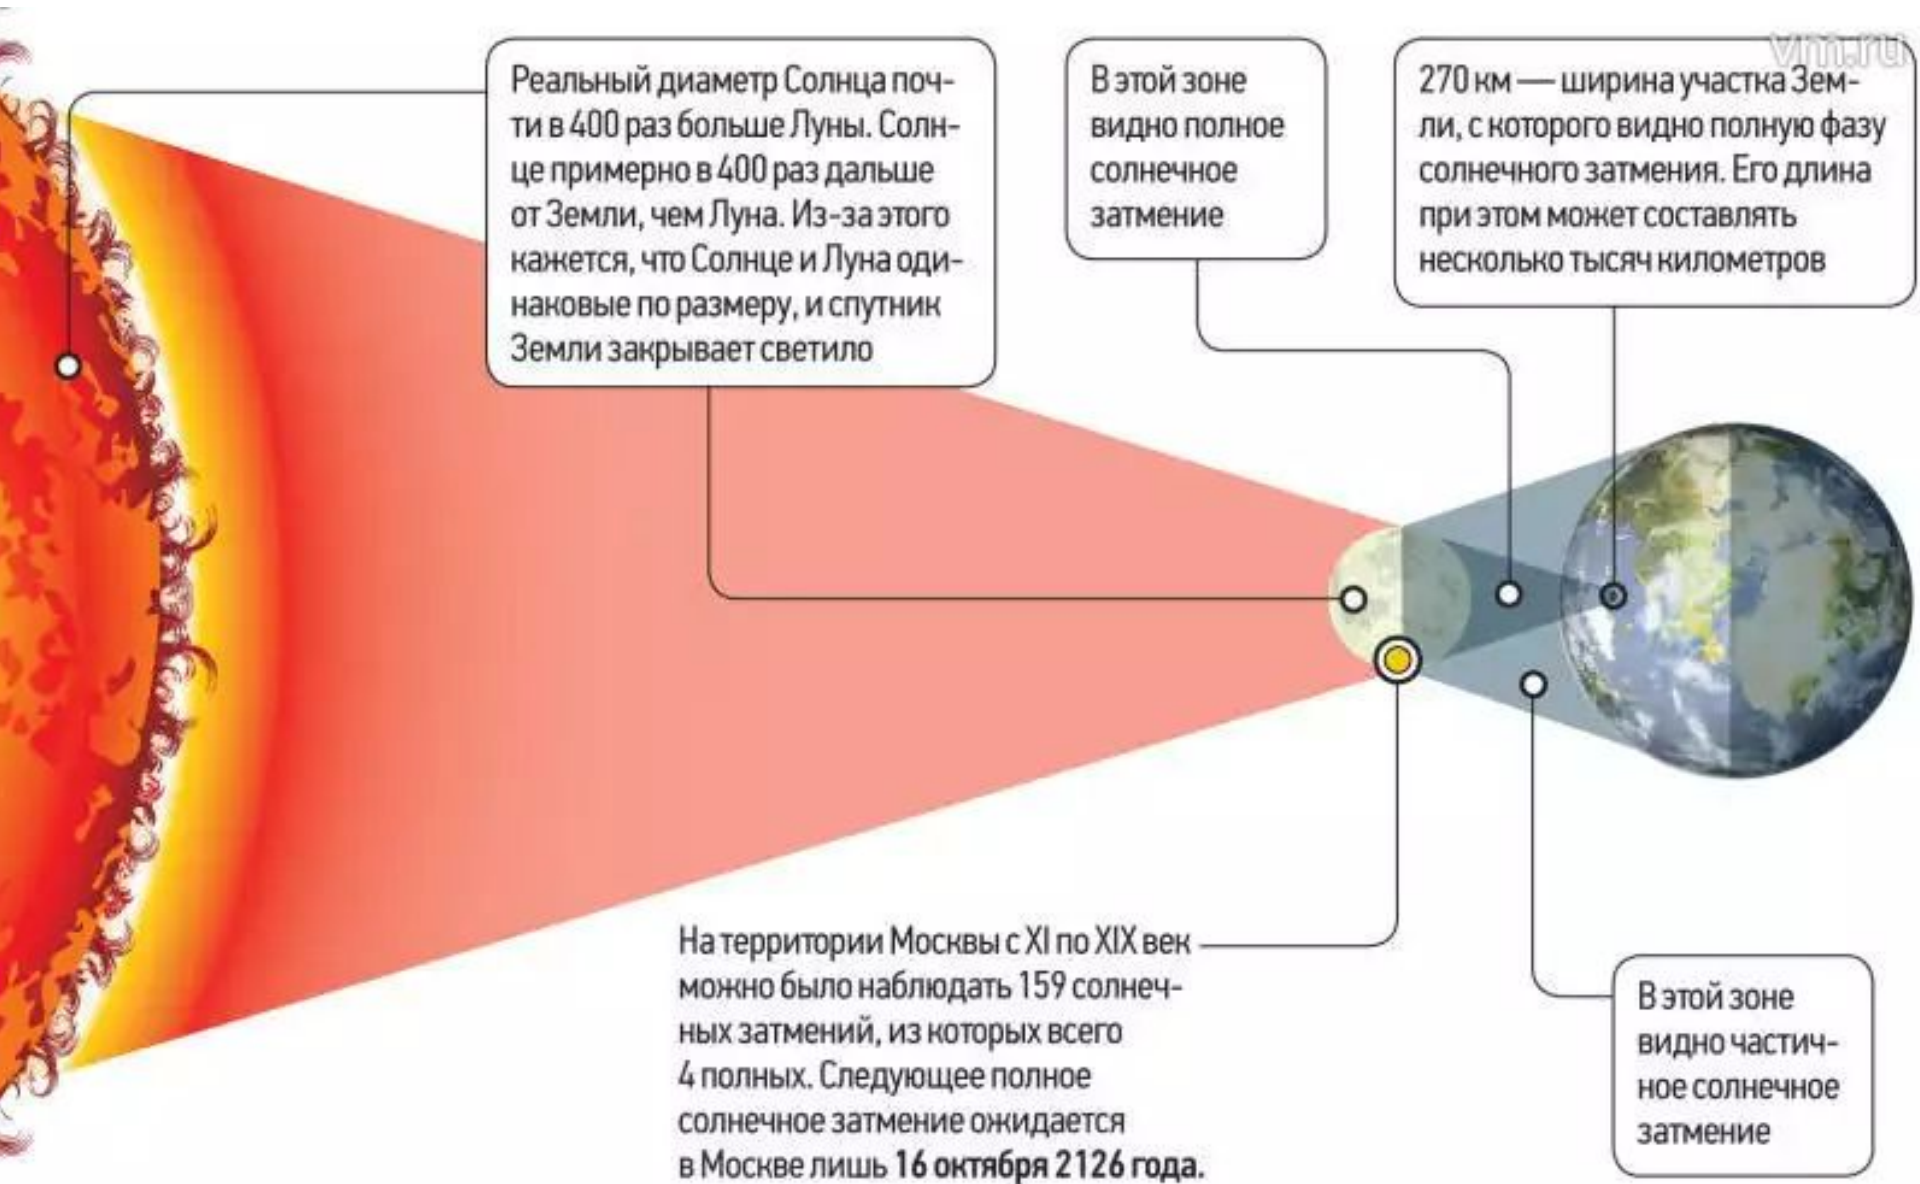 Реальный диаметр Солнца поч-
ти в 400 раз больше Луны. Солн-
це примерно в 400 раз дальше
от Земли, чем Луна. Из-за этого
кажется, что Солнце и Луна оди-
наковые по размеру, и спутник
Земли закрывает светило
В этой зоне
видно полное
солнечное
затмение
vm.ru
270 км — ширина участка Зем-
ли, с которого видно полную фазу
солнечного затмения. Его длина
при этом может составлять
несколько тысяч километров
На территории Москвы с XI по XIX век
можно было наблюдать 159 солнеч-
ных затмений, из которых всего
4 полных. Следующее полное
солнечное затмение ожидается
в Москве лишь 16 октября 2126 года.
В этой зоне
видно частич-
ное солнечное
затмение